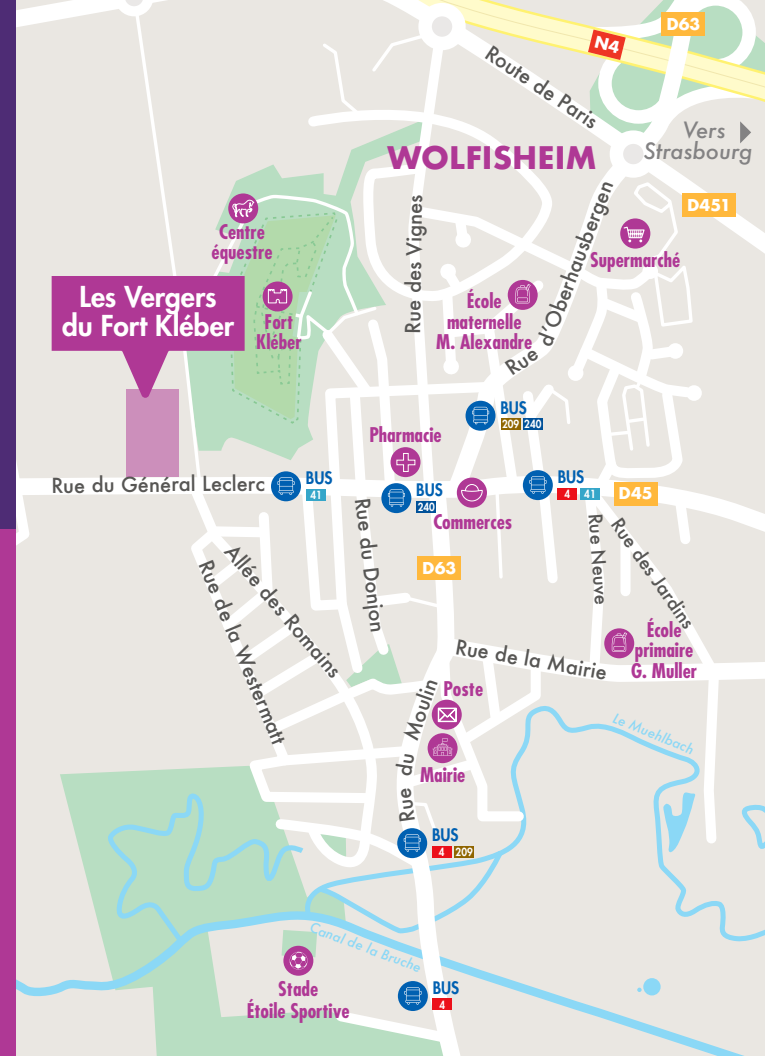 D63
N4
Route de Paris
Vers
Strasbourg
WOLFISHEIM
D451
Rue des Vignes
Rue d'Oberhausbergen
Centre
équestre
Supermarché
Les Vergers
du Fort Kléber
Fort
Kléber
École
maternelle
M. Alexandre
BUS
209 240
Pharmacie
Rue du Général Leclerc
BUS
41
BUS
240
Commerces
BUS
4 41
D45
Rue du Donjon
Rue Neuve
Rue des Jardins
Allée des Romains
Rue de la Westermatt
D63
École
primaire
G. Muller
Rue de la Mairie
Poste
Rue du Moulin
Mairie
Le Muehlbach
BUS
4 209
Canal de la Bruche
Stade
Étoile Sportive
BUS
4